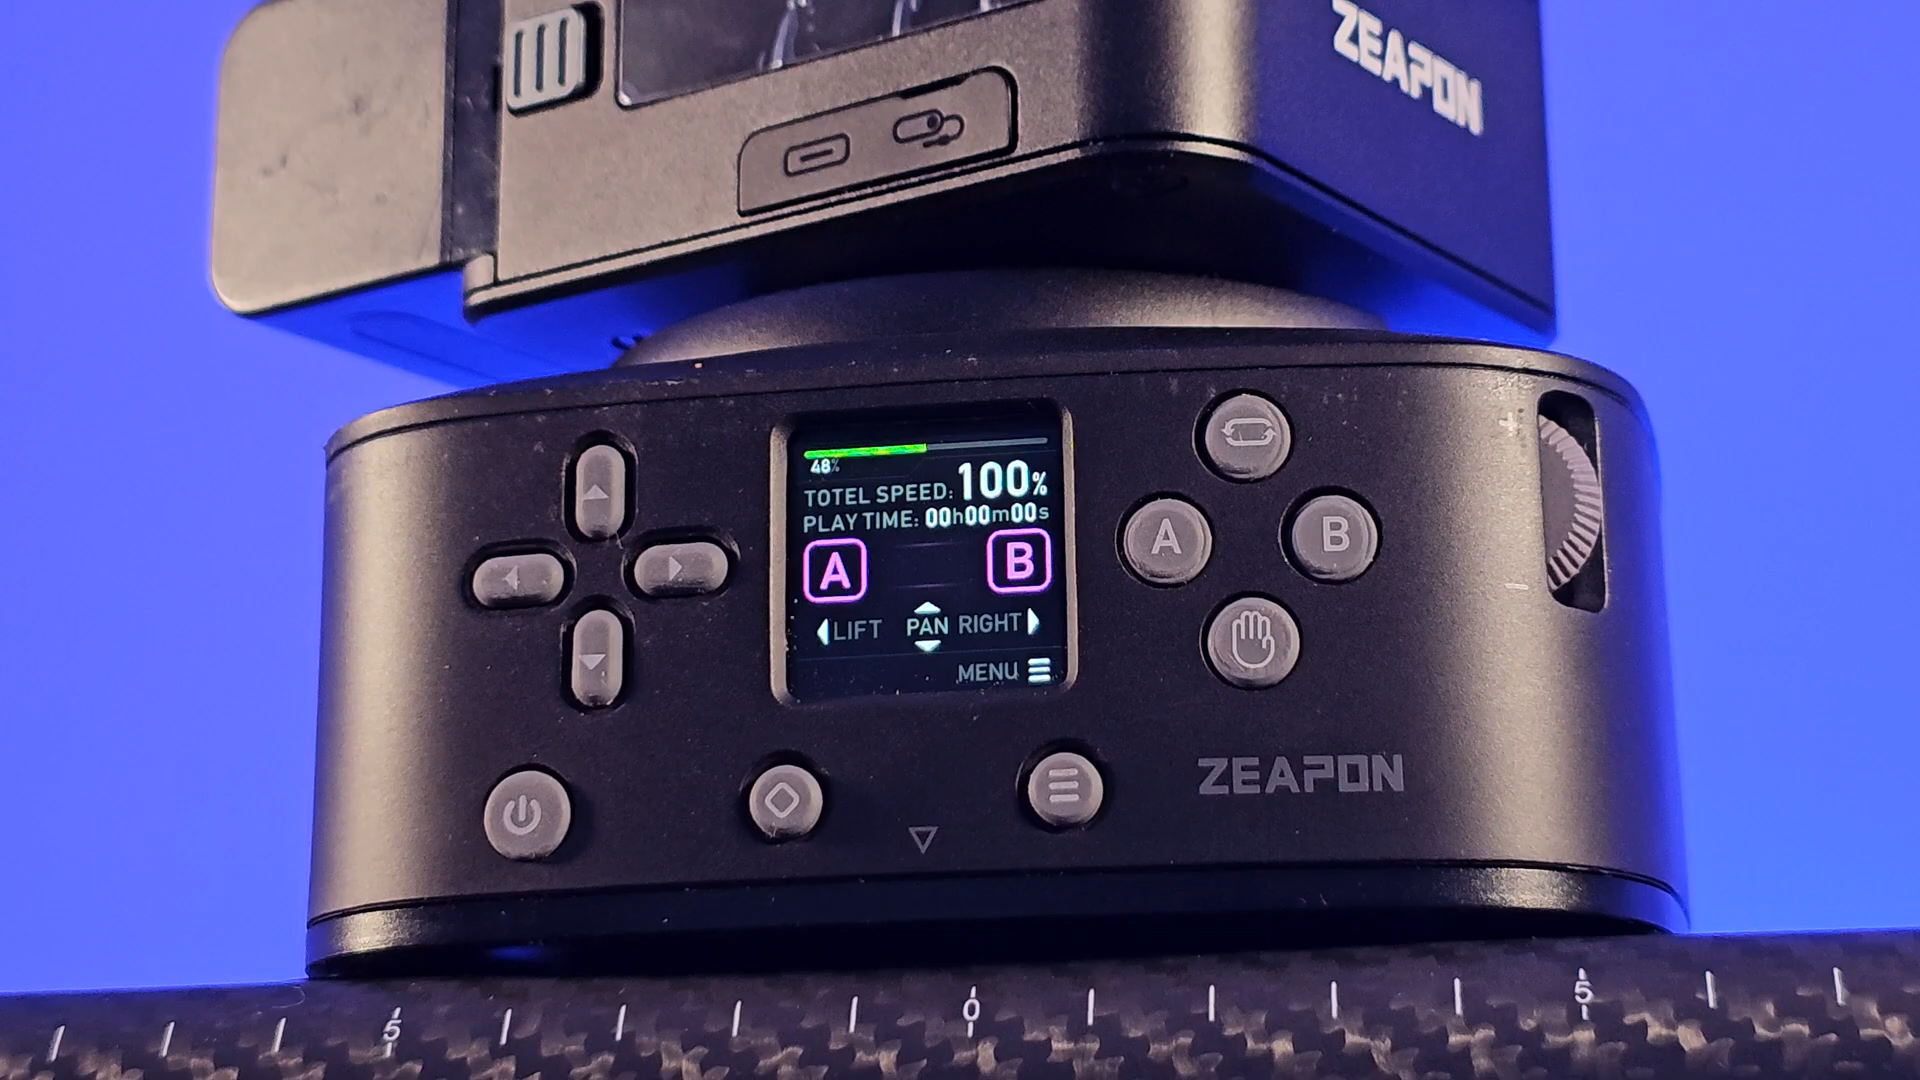 ZEAPON
48%
TOTEL SPEED: 100%
PLAY TIME: 00h00m00s
A B
LIFT PAN RIGHT
MENU
A B
ZEAPON
5 0 5